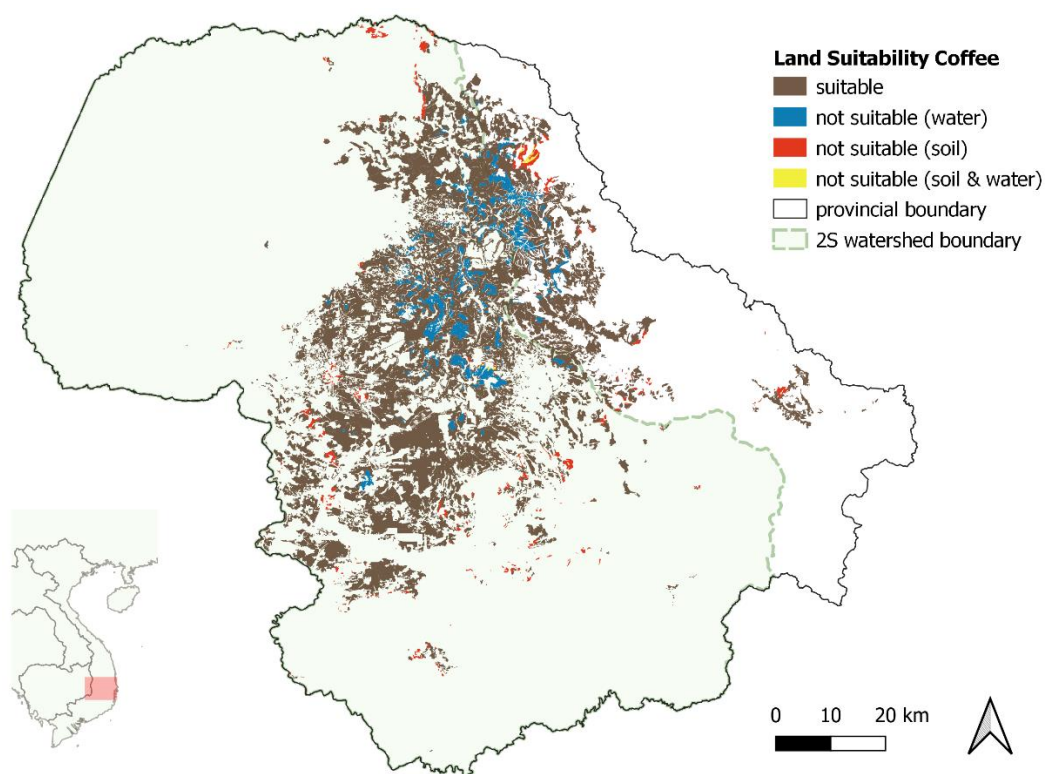 Land Suitability Coffee
suitable
not suitable (water)
not suitable (soil)
not suitable (soil & water)
provincial boundary
2S watershed boundary
0 10 20 km